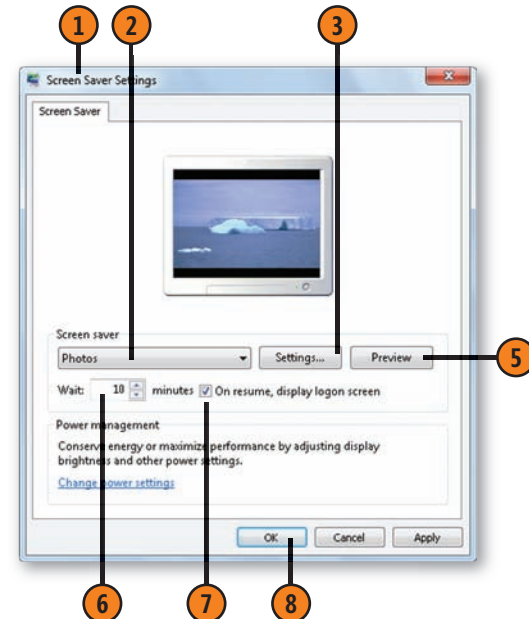 1 2 3
Screen Saver Settings
Screen Saver
Screen saver
Photos Settings... Preview 5
Wait: 10 minutes On resume, display logon screen
Power management
Conserve energy or maximize performance by adjusting display
brightness and other power settings.
Change power settings
OK Cancel Apply
6 7 8